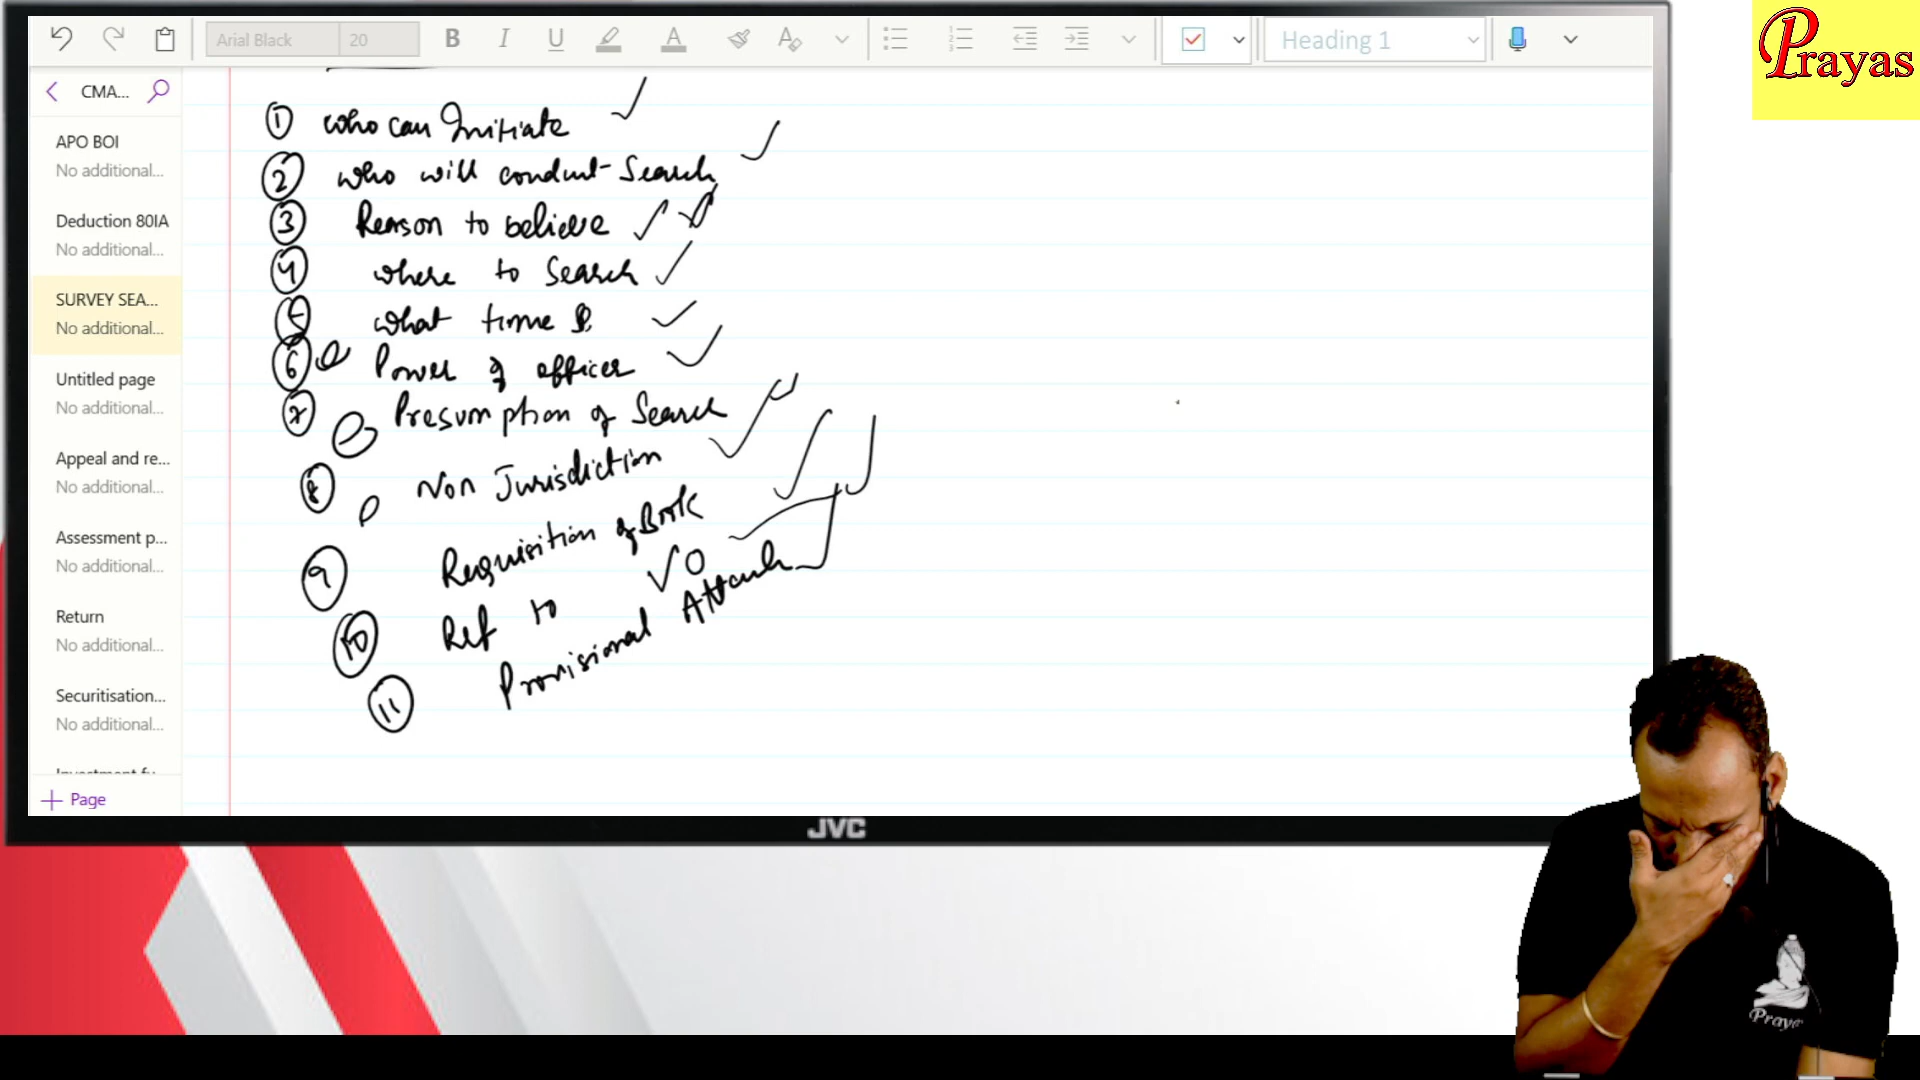 Arial Black 20 B I U A Heading 1
Prayas
CMA...
APO BOI
No additional...
Deduction 80IA
No additional...
SURVEY SEA...
No additional...
Untitled page
No additional...
Appeal and re...
No additional...
Assessment p...
No additional...
Return
No additional...
Securitisation...
No additional...
Page
① who can Initiate
② who will conduct Search
③ Reason to believe
④ where to Search
⑤ what time
⑥ Power of officer
⑦ Presumption of Search
⑧ Non Jurisdiction
⑨ Requisition of Book
⑩ Ref to VO
⑪ Provisional Attach
JVC
Praya